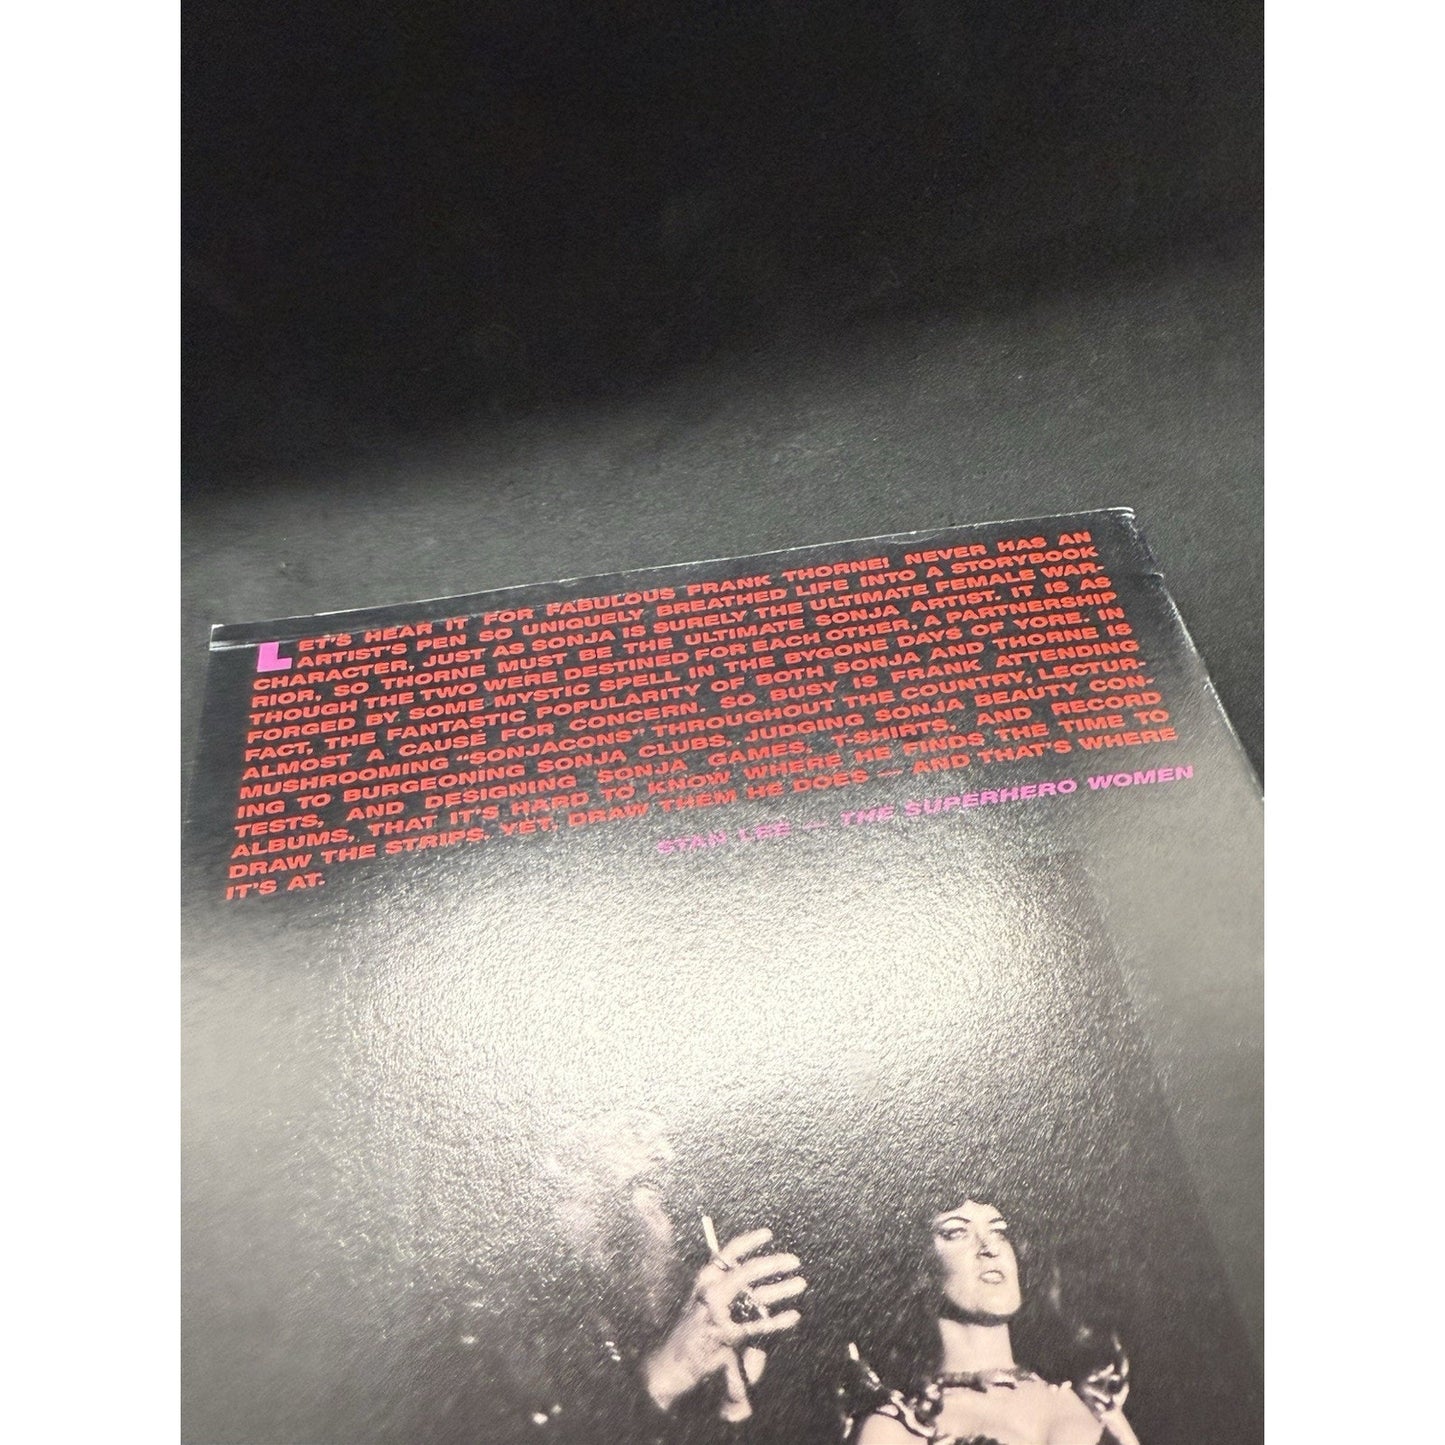 LET'S HEAR IT FOR FABULOUS FRANK THORNE! NEVER HAS AN
ARTIST'S PEN SO UNIQUELY BREATHED LIFE INTO A STORYBOOK
CHARACTER, JUST AS SONJA IS SURELY THE ULTIMATE FEMALE WAR-
RIOR, SO THORNE MUST BE THE ULTIMATE SONJA ARTIST. IT IS AS
THOUGH THE TWO WERE DESTINED FOR EACH OTHER, A PARTNERSHIP
FORGED BY SOME MYSTIC SPELL IN THE BYGONE DAYS OF YORE. IN
FACT, THE FANTASTIC POPULARITY OF BOTH SONJA AND THORNE IS
ALMOST A CAUSE FOR CONCERN. SO BUSY IS FRANK ATTENDING
MUSHROOMING "SONJACONS" THROUGHOUT THE COUNTRY, LECTUR-
ING TO BURGEONING SONJA CLUBS, JUDGING SONJA BEAUTY CON-
TESTS, AND DESIGNING SONJA GAMES, T-SHIRTS, AND RECORD
ALBUMS, THAT IT'S HARD TO KNOW WHERE HE FINDS THE TIME TO
DRAW THE STRIPS. YET, DRAW THEM HE DOES — AND THAT'S WHERE
IT'S AT.
STAN LEE — THE SUPERHERO WOMEN